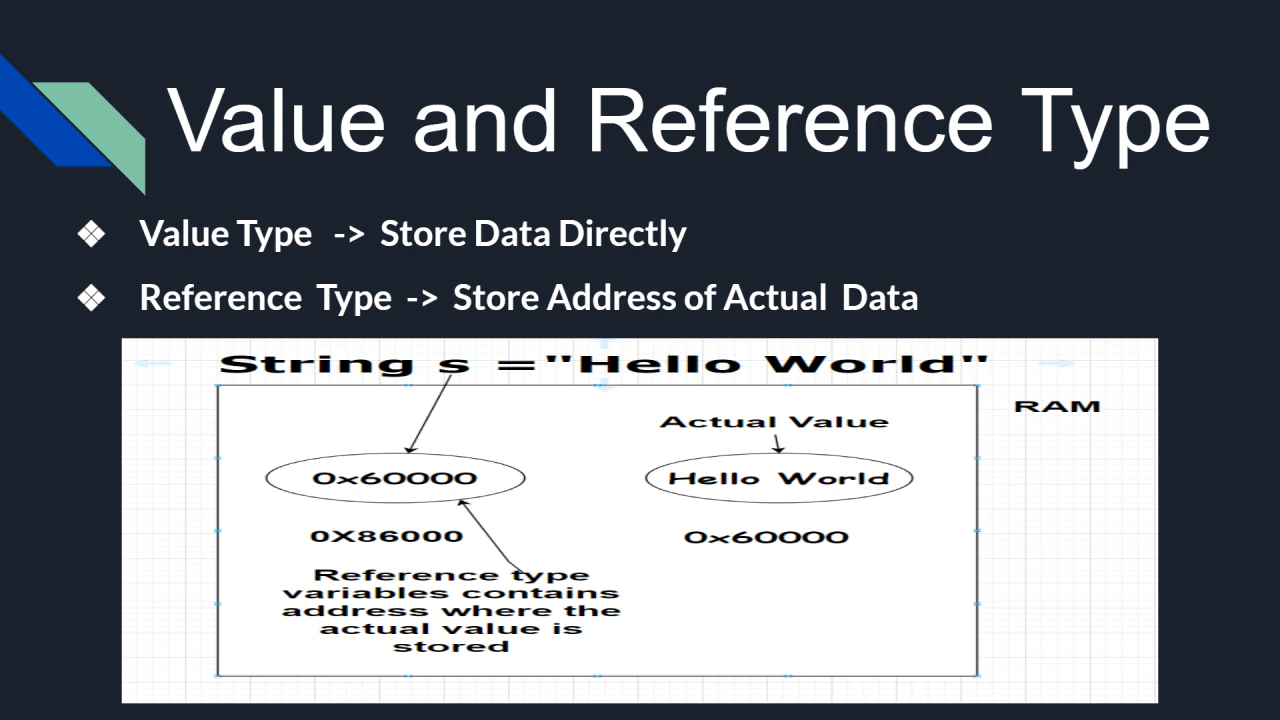 Value and Reference Type
❖ Value Type -> Store Data Directly
❖ Reference Type -> Store Address of Actual Data
String s ="Hello World"
RAM
Actual Value
0x60000
Hello World
0X86000
0x60000
Reference type
variables contains
address where the
actual value is
stored